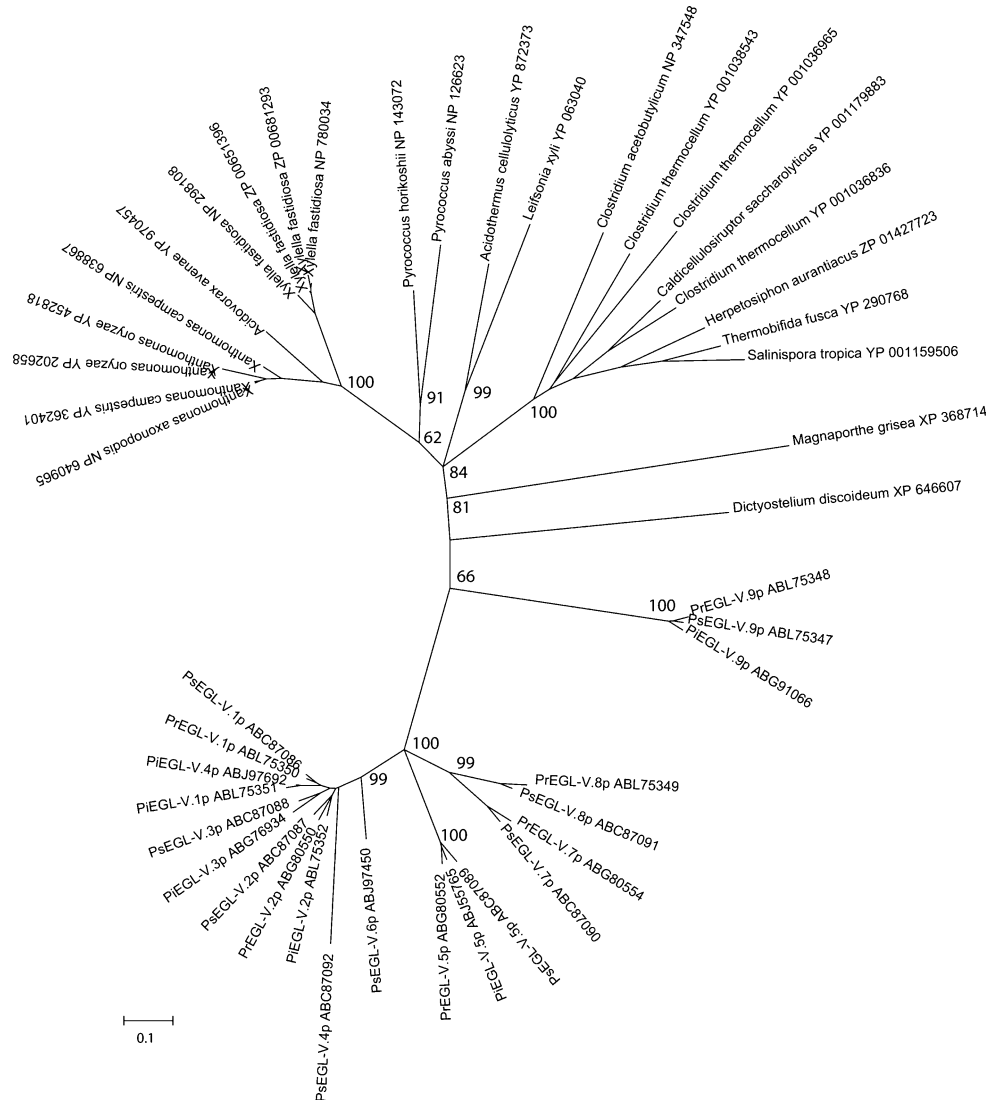 Xanthomonas axonopodis NP 640965
Xanthomonas campestris YP 362401
Xanthomonas oryzae YP 202658
Xanthomonas oryzae YP 452818
Xanthomonas campestris NP 638867
Acidovorax avenae YP 970457
Xylella fastidiosa NP 298108
Xylella fastidiosa ZP 00651396
Xylella fastidiosa ZP 00681293
Xylella fastidiosa NP 780034
Pyrococcus horikoshii NP 143072
Pyrococcus abyssi NP 126623
Acidothermus cellulolyticus YP 872373
Leifsonia xyli YP 063040
Clostridium acetobutylicum NP 347548
Clostridium thermocellum YP 001038543
Clostridium thermocellum YP 001036965
Caldicellulosiruptor saccharolyticus YP 001179883
Clostridium thermocellum YP 001036836
Herpetosiphon aurantiacus ZP 01427723
Thermobifida fusca YP 290768
Salinispora tropica YP 001159506
Magnaporthe grisea XP 368714
Dictyostelium discoideum XP 646607
PrEGL-V.9p ABL75348
PsEGL-V.9p ABL75347
PiEGL-V.9p ABG91066
PrEGL-V.8p ABL75349
PsEGL-V.8p ABC87091
PrEGL-V.7p ABG80554
PsEGL-V.7p ABC87090
PsEGL-V.5p ABC87089
PiEGL-V.5p ABJ55765
PrEGL-V.5p ABG80552
PsEGL-V.6p ABJ97450
PsEGL-V.4p ABC87092
PiEGL-V.2p ABL75352
PrEGL-V.2p ABG80550
PsEGL-V.2p ABC87087
PiEGL-V.3p ABG76934
PsEGL-V.3p ABC87088
PiEGL-V.1p ABL75351
PiEGL-V.4p ABJ97692
PrEGL-V.1p ABL75350
PsEGL-V.1p ABC87086
100
91
62
99
100
84
81
66
100
100
99
99
100
0.1